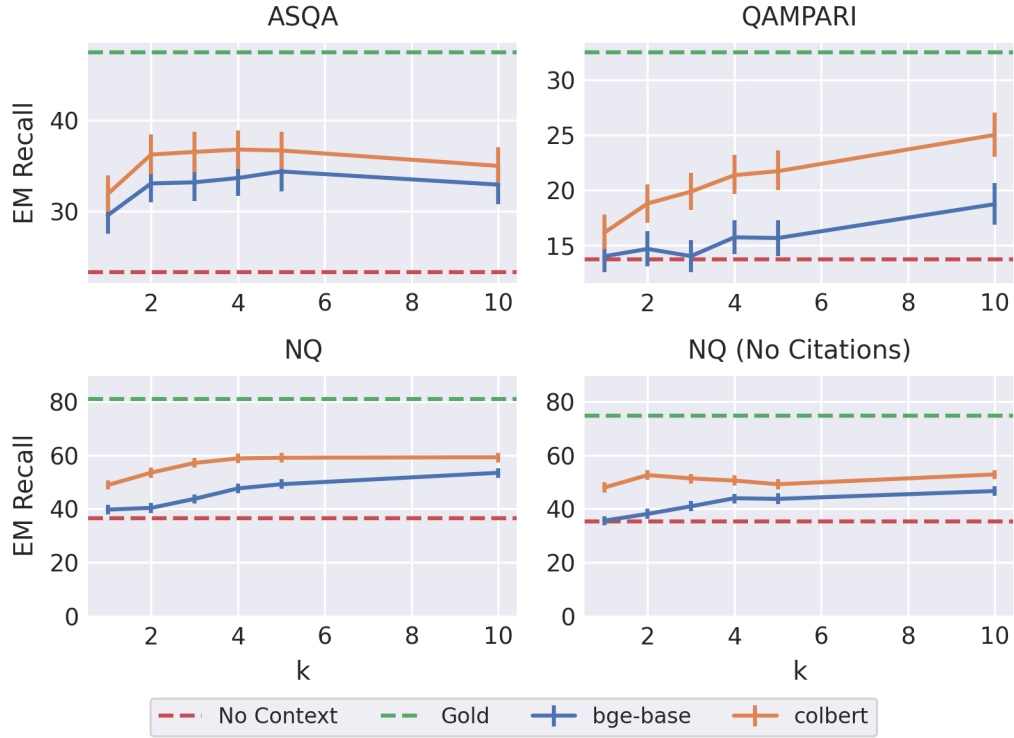 ASQA
QAMPARI
EM Recall
40
30
2 4 6 8 10
30
25
20
15
2 4 6 8 10
NQ
NQ (No Citations)
EM Recall
80
60
40
20
0
2 4 6 8 10
k
80
60
40
20
0
2 4 6 8 10
k
No Context Gold bge-base colbert